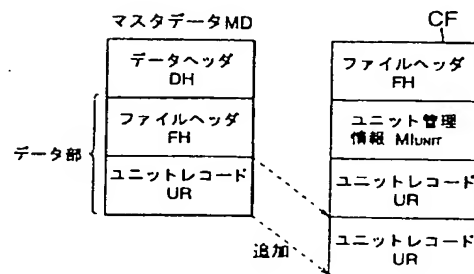 マスタデータMD
データヘッダ
DH
データ部
ファイルヘッダ
FH
ユニットレコード
UR
追加
CF
ファイルヘッダ
FH
ユニット管理
情報 MIUNIT
ユニットレコード
UR
ユニットレコード
UR